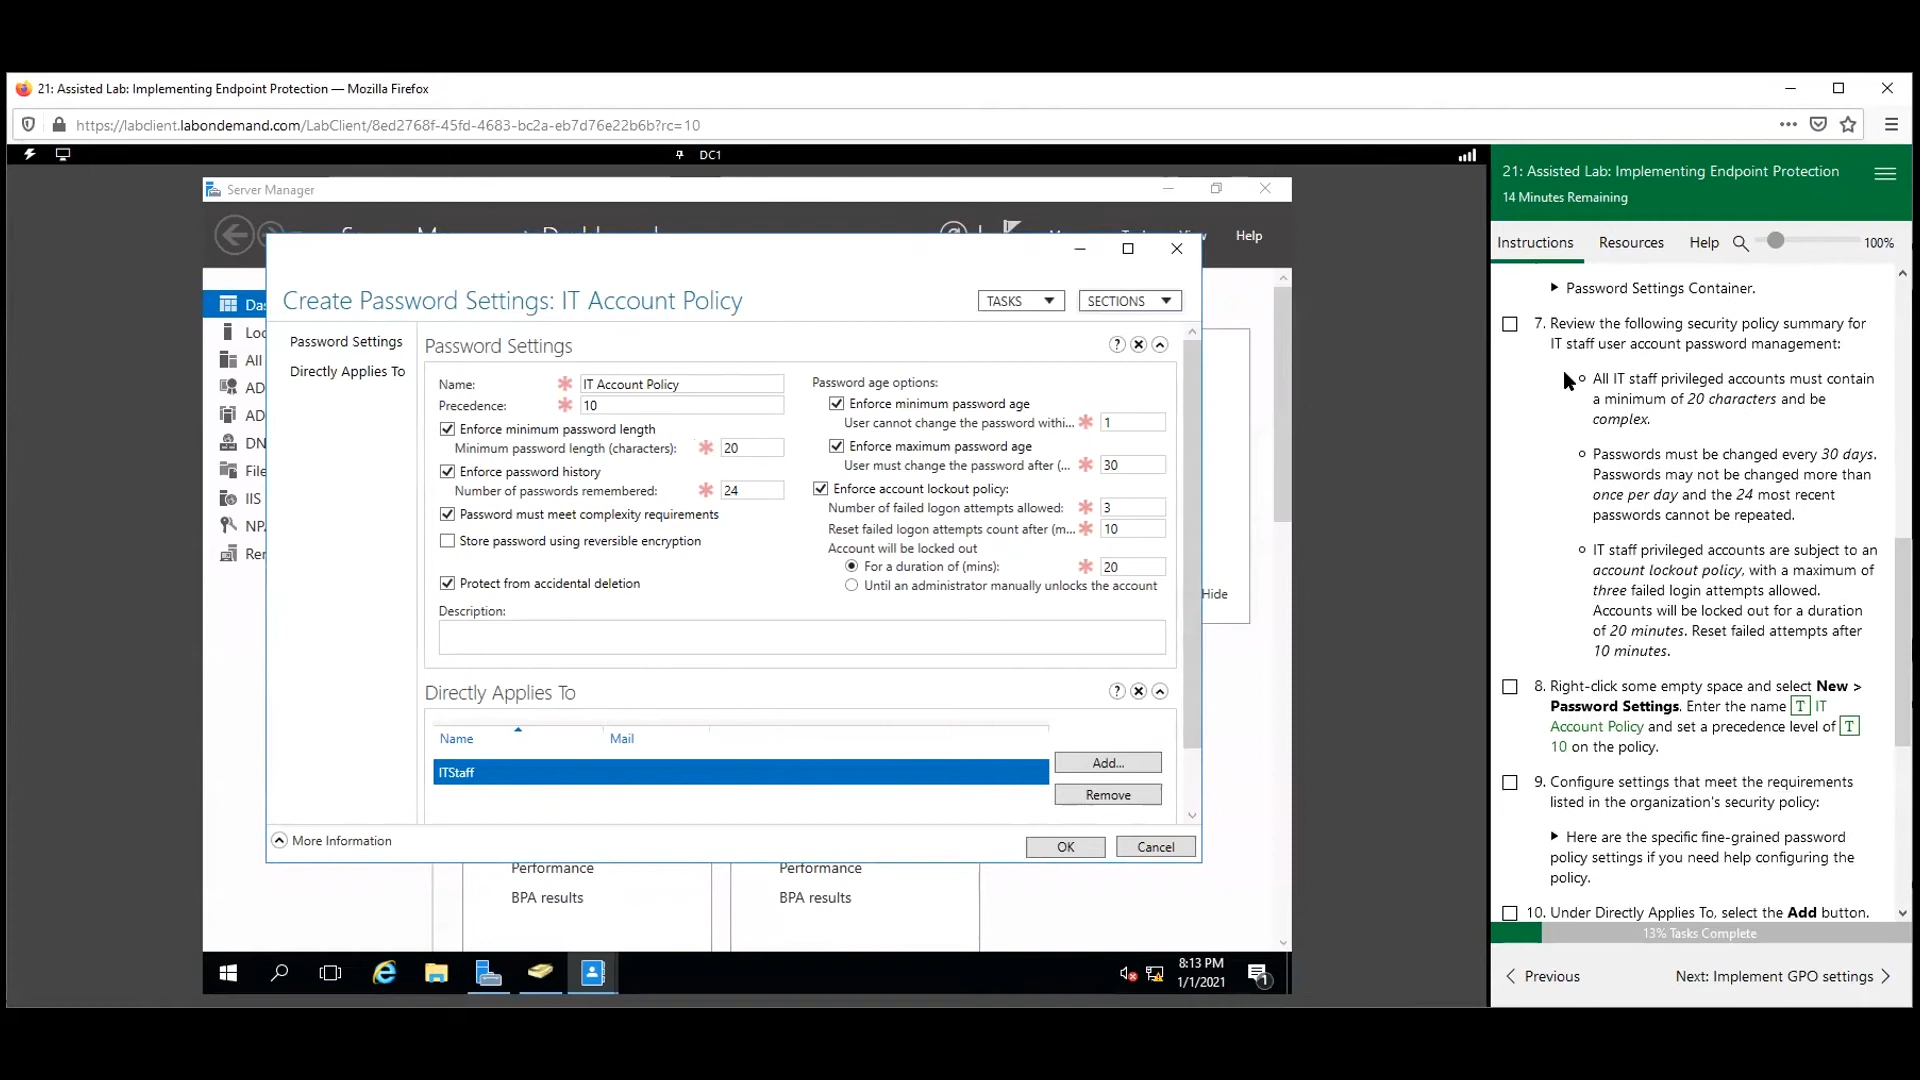 21: Assisted Lab: Implementing Endpoint Protection — Mozilla Firefox
https://labclient.labondemand.com/LabClient/8ed2768f-45fd-4683-bc2a-eb7d76e22b6b?rc=10
DC1
Server Manager
Help
Create Password Settings: IT Account Policy
TASKS
SECTIONS
Password Settings
Directly Applies To
Password Settings
Name:
IT Account Policy
Precedence:
10
Enforce minimum password length
Minimum password length (characters):
20
Enforce password history
Number of passwords remembered:
24
Password must meet complexity requirements
Store password using reversible encryption
Protect from accidental deletion
Description:
Password age options:
Enforce minimum password age
User cannot change the password withi...
1
Enforce maximum password age
User must change the password after (...
30
Enforce account lockout policy:
Number of failed logon attempts allowed:
3
Reset failed logon attempts count after (m...
10
Account will be locked out
For a duration of (mins):
20
Until an administrator manually unlocks the account
Directly Applies To
Name
Mail
ITStaff
Add...
Remove
More Information
OK
Cancel
Da
Loc
All
AD
AD
DN
File
IIS
NP
Rer
Hide
Performance
BPA results
Performance
BPA results
8:13 PM
1/1/2021
1
21: Assisted Lab: Implementing Endpoint Protection
14 Minutes Remaining
Instructions
Resources
Help
100%
Password Settings Container.
7. Review the following security policy summary for
IT staff user account password management:
All IT staff privileged accounts must contain
a minimum of 20 characters and be
complex.
Passwords must be changed every 30 days.
Passwords may not be changed more than
once per day and the 24 most recent
passwords cannot be repeated.
IT staff privileged accounts are subject to an
account lockout policy, with a maximum of
three failed login attempts allowed.
Accounts will be locked out for a duration
of 20 minutes. Reset failed attempts after
10 minutes.
8. Right-click some empty space and select New >
Password Settings. Enter the name T IT
Account Policy and set a precedence level of T
10 on the policy.
9. Configure settings that meet the requirements
listed in the organization's security policy:
Here are the specific fine-grained password
policy settings if you need help configuring the
policy.
10. Under Directly Applies To, select the Add button.
13% Tasks Complete
Previous
Next: Implement GPO settings